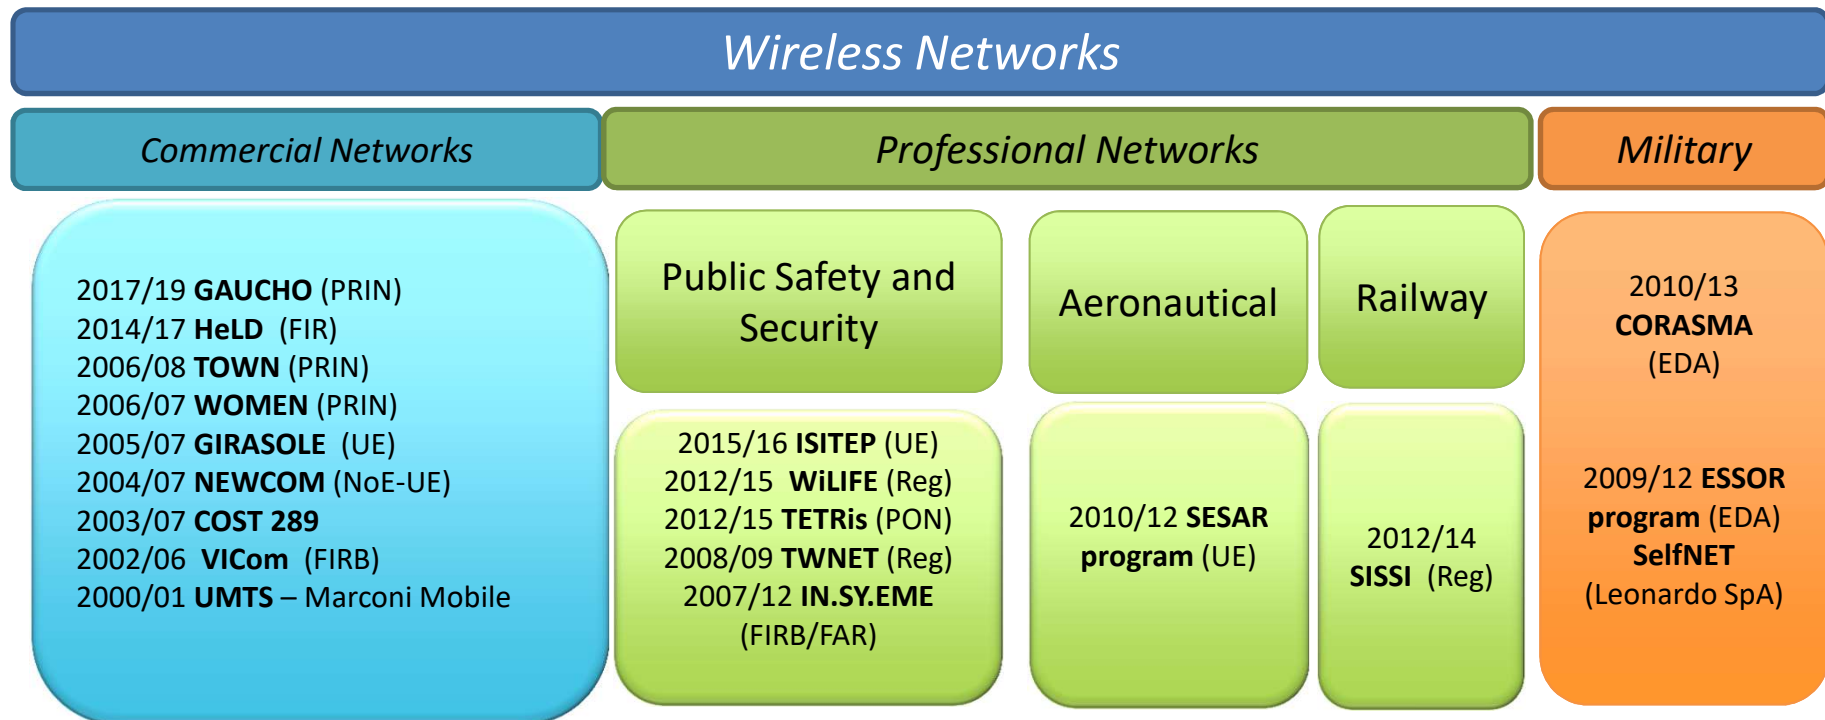 Wireless Networks
Commercial Networks
Professional Networks
Military
2017/19 GAUCHO (PRIN)
2014/17 HeLD (FIR)
2006/08 TOWN (PRIN)
2006/07 WOMEN (PRIN)
2005/07 GIRASOLE (UE)
2004/07 NEWCOM (NoE-UE)
2003/07 COST 289
2002/06 VICom (FIRB)
2000/01 UMTS – Marconi Mobile
Public Safety and
Security
2015/16 ISITEP (UE)
2012/15 WiLIFE (Reg)
2012/15 TETRis (PON)
2008/09 TWNET (Reg)
2007/12 IN.SY.EME
(FIRB/FAR)
Aeronautical
2010/12 SESAR
program (UE)
Railway
2012/14
SISSI (Reg)
2010/13
CORASMA
(EDA)
2009/12 ESSOR
program (EDA)
SelfNET
(Leonardo SpA)